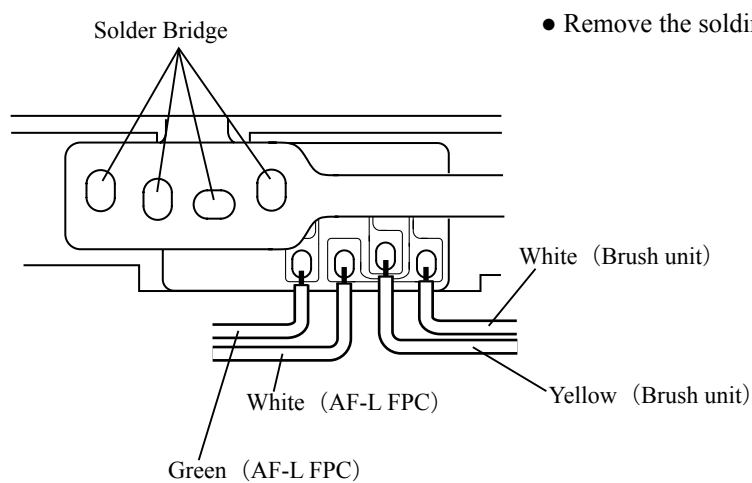 Solder Bridge
● Remove the soldi
White（Brush unit）
White（AF-L FPC）
Yellow（Brush unit）
Green（AF-L FPC）